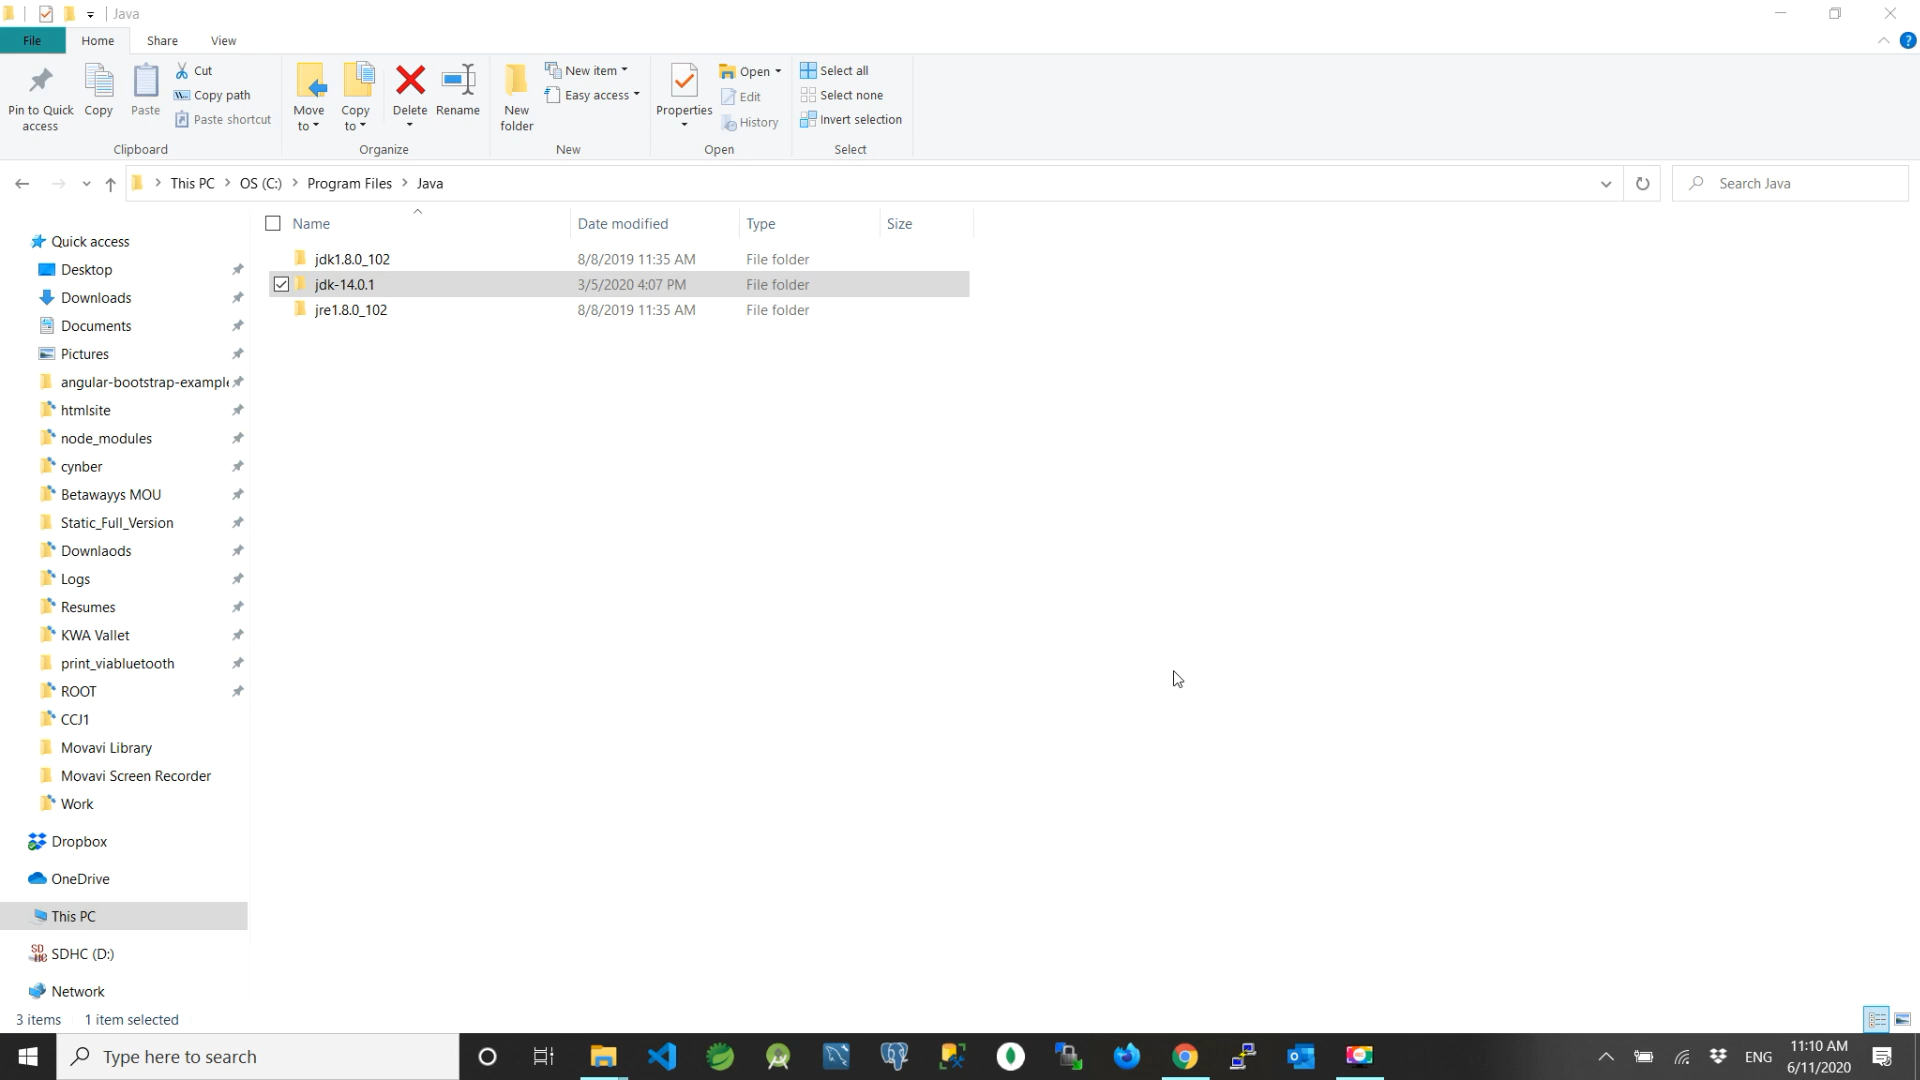 Java
File
Home
Share
View
Pin to Quick access
Copy
Paste
Cut
Copy path
Paste shortcut
Clipboard
Move to
Copy to
Delete
Rename
Organize
New folder
New item
Easy access
New
Properties
Open
Edit
History
Open
Select all
Select none
Invert selection
Select
This PC
OS (C:)
Program Files
Java
Search Java
Name
Date modified
Type
Size
jdk1.8.0_102 8/8/2019 11:35 AM File folder
jdk-14.0.1 3/5/2020 4:07 PM File folder
jre1.8.0_102 8/8/2019 11:35 AM File folder
Quick access
Desktop
Downloads
Documents
Pictures
angular-bootstrap-example
htmlsite
node_modules
cynber
Betawayys MOU
Static_Full_Version
Downlaods
Logs
Resumes
KWA Vallet
print_viabluetooth
ROOT
CCJ1
Movavi Library
Movavi Screen Recorder
Work
Dropbox
OneDrive
This PC
SDHC (D:)
Network
3 items 1 item selected
Type here to search
ENG
11:10 AM
6/11/2020